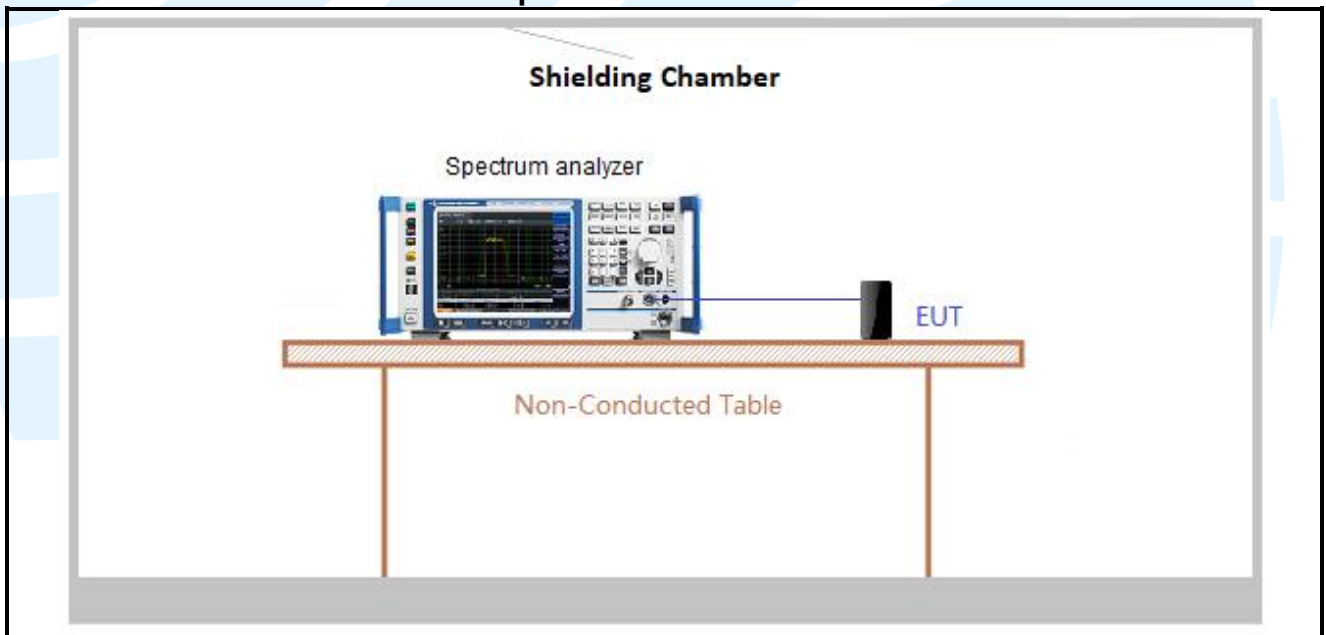 Shielding Chamber
Spectrum analyzer
EUT
Non-Conducted Table